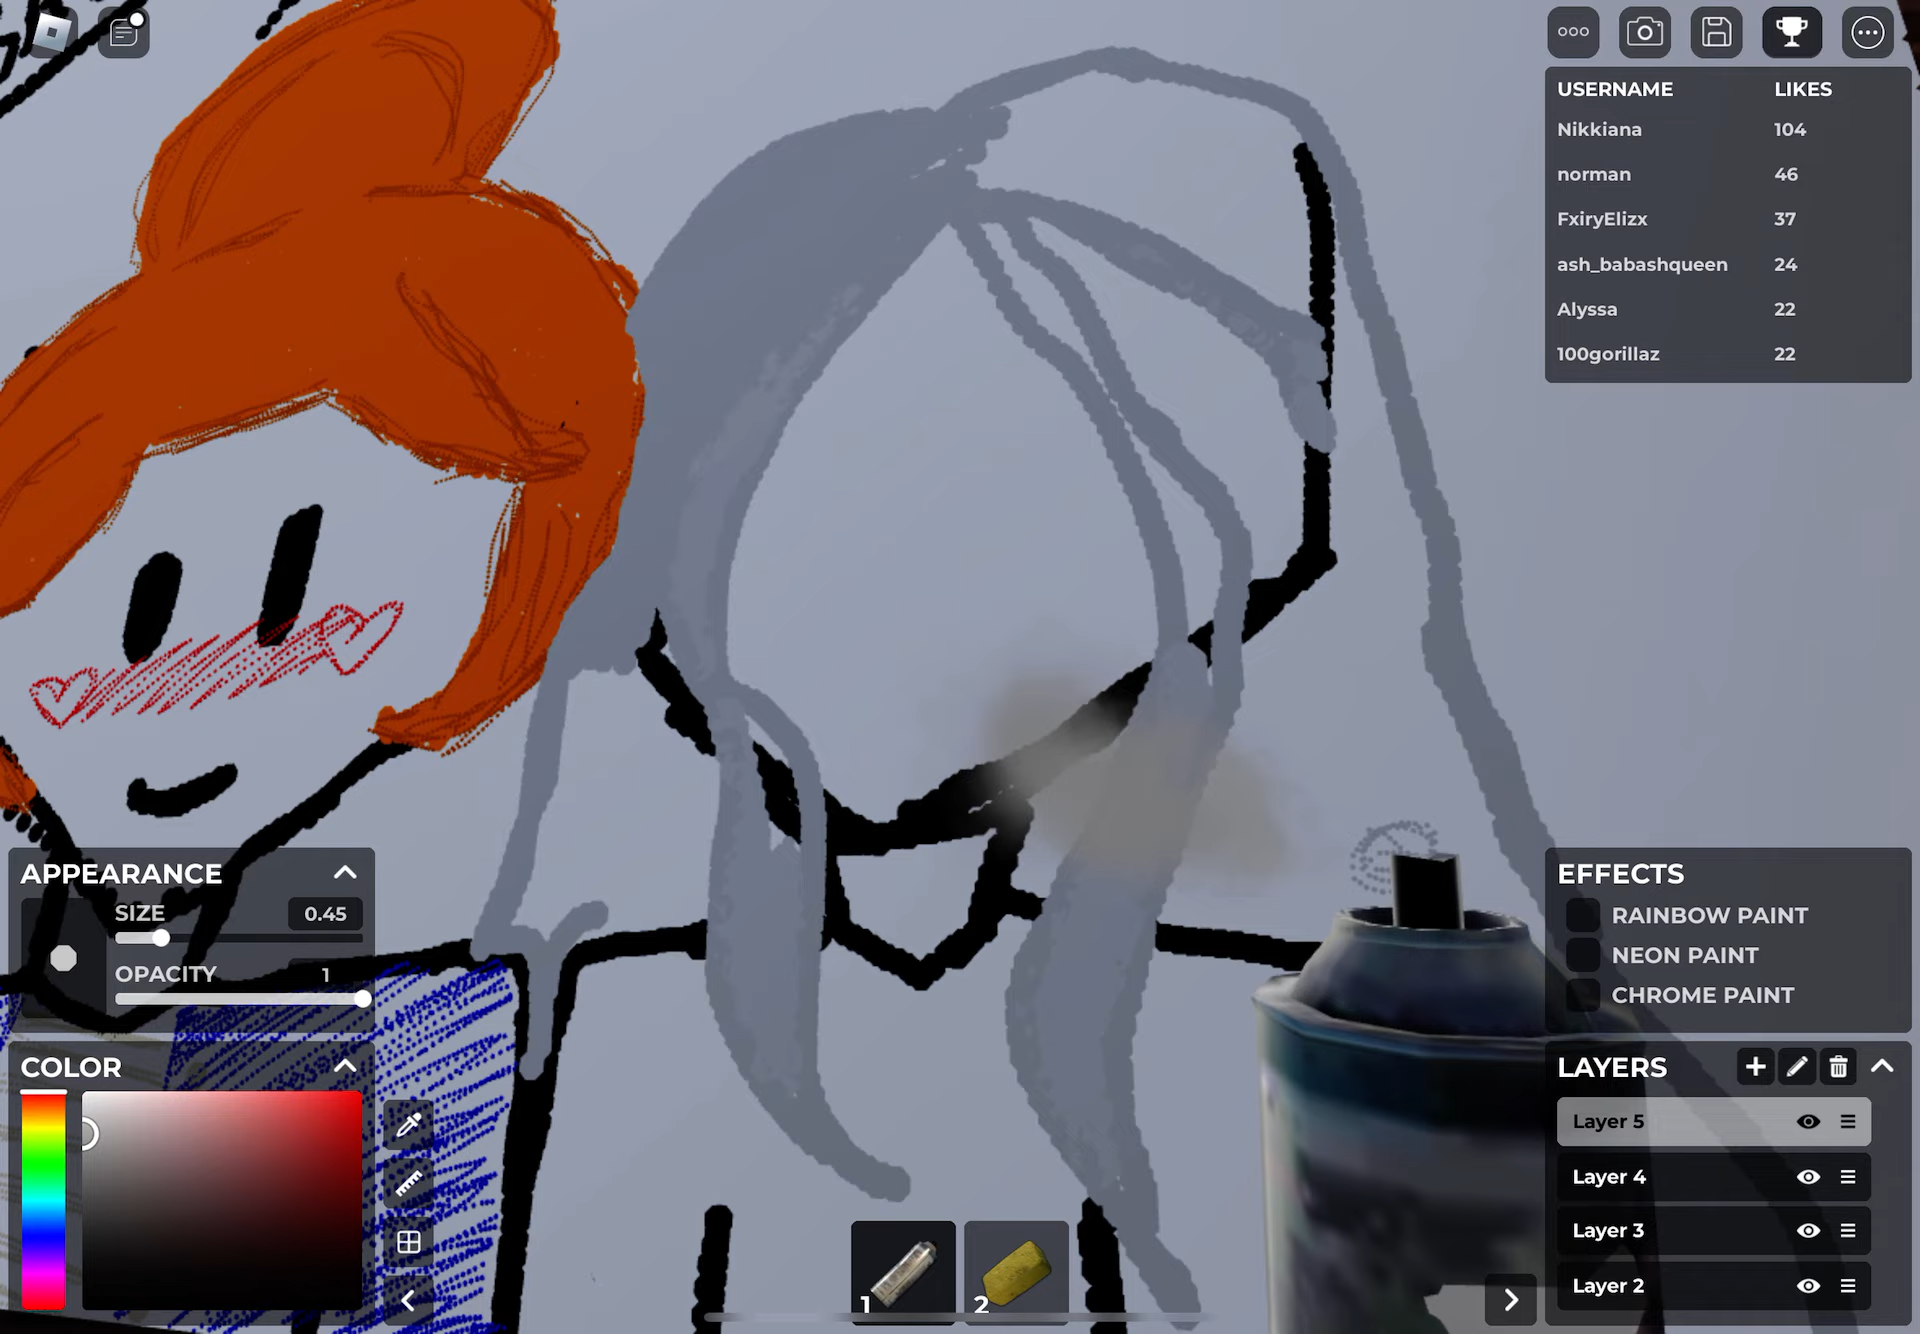 USERNAME LIKES
Nikkiana 104
norman 46
FxiryElizx 37
ash_babashqueen 24
Alyssa 22
100gorillaz 22
APPEARANCE
SIZE 0.45
OPACITY 1
COLOR
1 2
EFFECTS
RAINBOW PAINT
NEON PAINT
CHROME PAINT
LAYERS
Layer 5
Layer 4
Layer 3
Layer 2